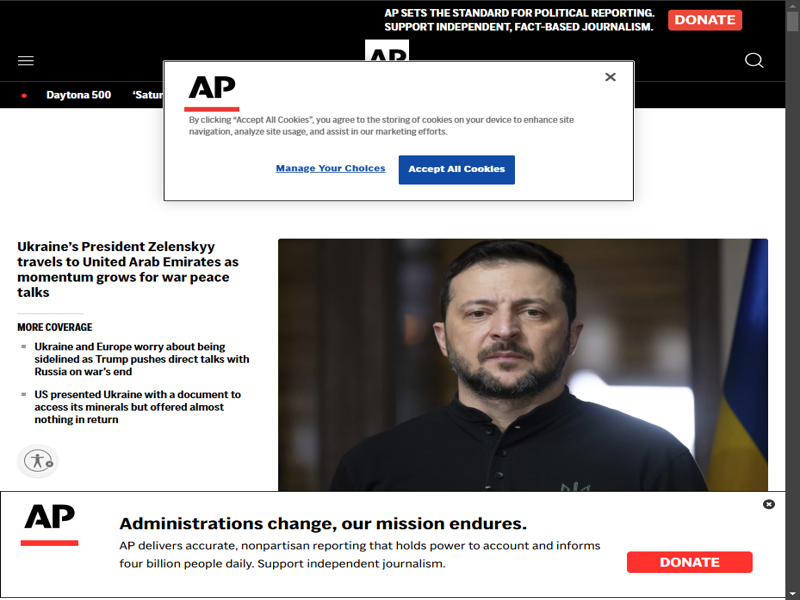 AP SETS THE STANDARD FOR POLITICAL REPORTING.
SUPPORT INDEPENDENT, FACT-BASED JOURNALISM.
DONATE
AP
Daytona 500
‘Satur
AP
By clicking “Accept All Cookies”, you agree to the storing of cookies on your device to enhance site
navigation, analyze site usage, and assist in our marketing efforts.
Manage Your Choices
Accept All Cookies
Ukraine’s President Zelenskyy
travels to United Arab Emirates as
momentum grows for war peace
talks
MORE COVERAGE
Ukraine and Europe worry about being
sidelined as Trump pushes direct talks with
Russia on war’s end
US presented Ukraine with a document to
access its minerals but offered almost
nothing in return
AP
Administrations change, our mission endures.
AP delivers accurate, nonpartisan reporting that holds power to account and informs
four billion people daily. Support independent journalism.
DONATE